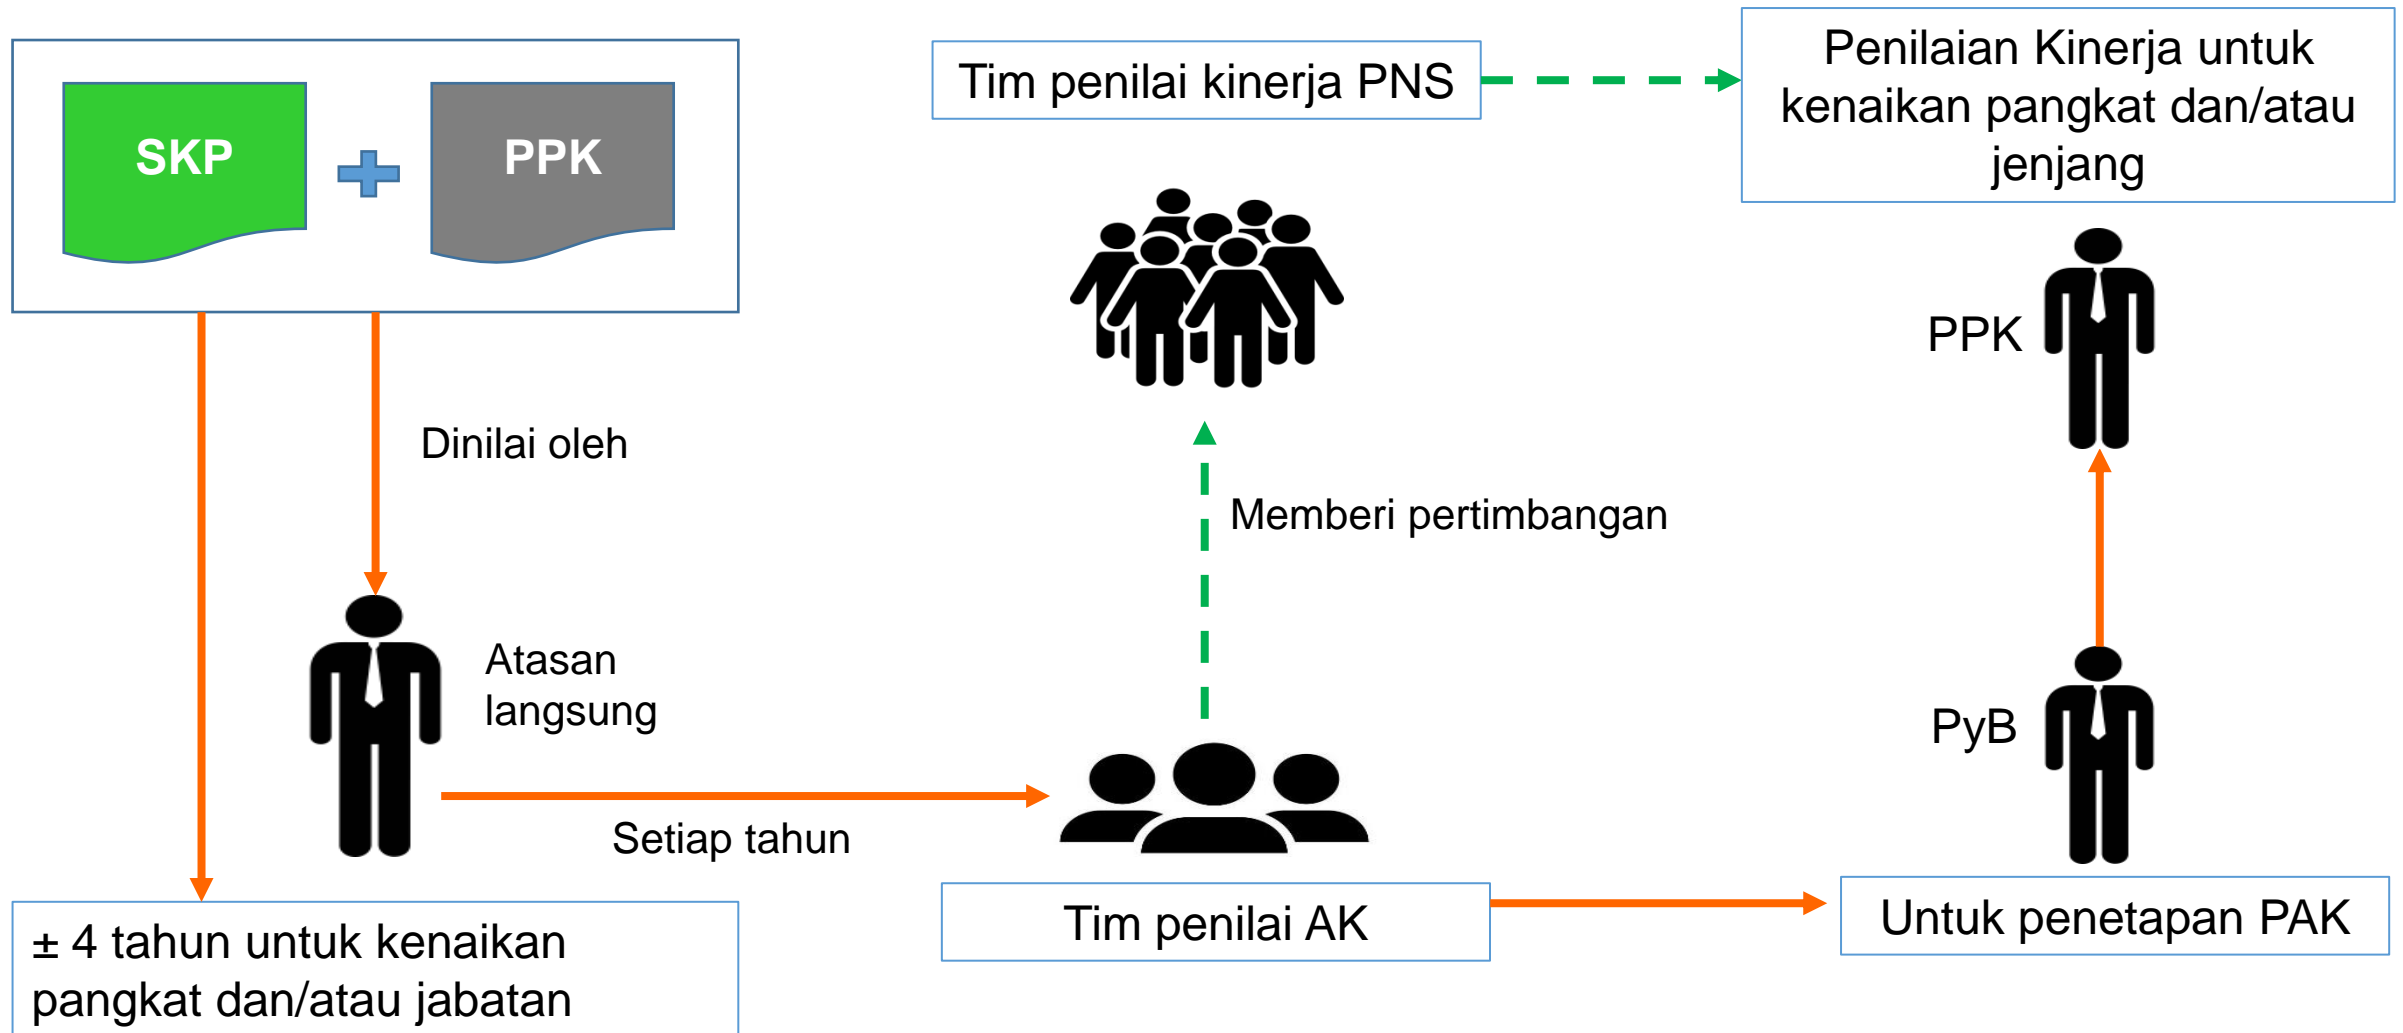 SKP
PPK
Dinilai oleh
Atasan
langsung
Setiap tahun
± 4 tahun untuk kenaikan
pangkat dan/atau jabatan
Tim penilai kinerja PNS
Memberi pertimbangan
Tim penilai AK
Penilaian Kinerja untuk
kenaikan pangkat dan/atau
jenjang
PPK
PyB
Untuk penetapan PAK